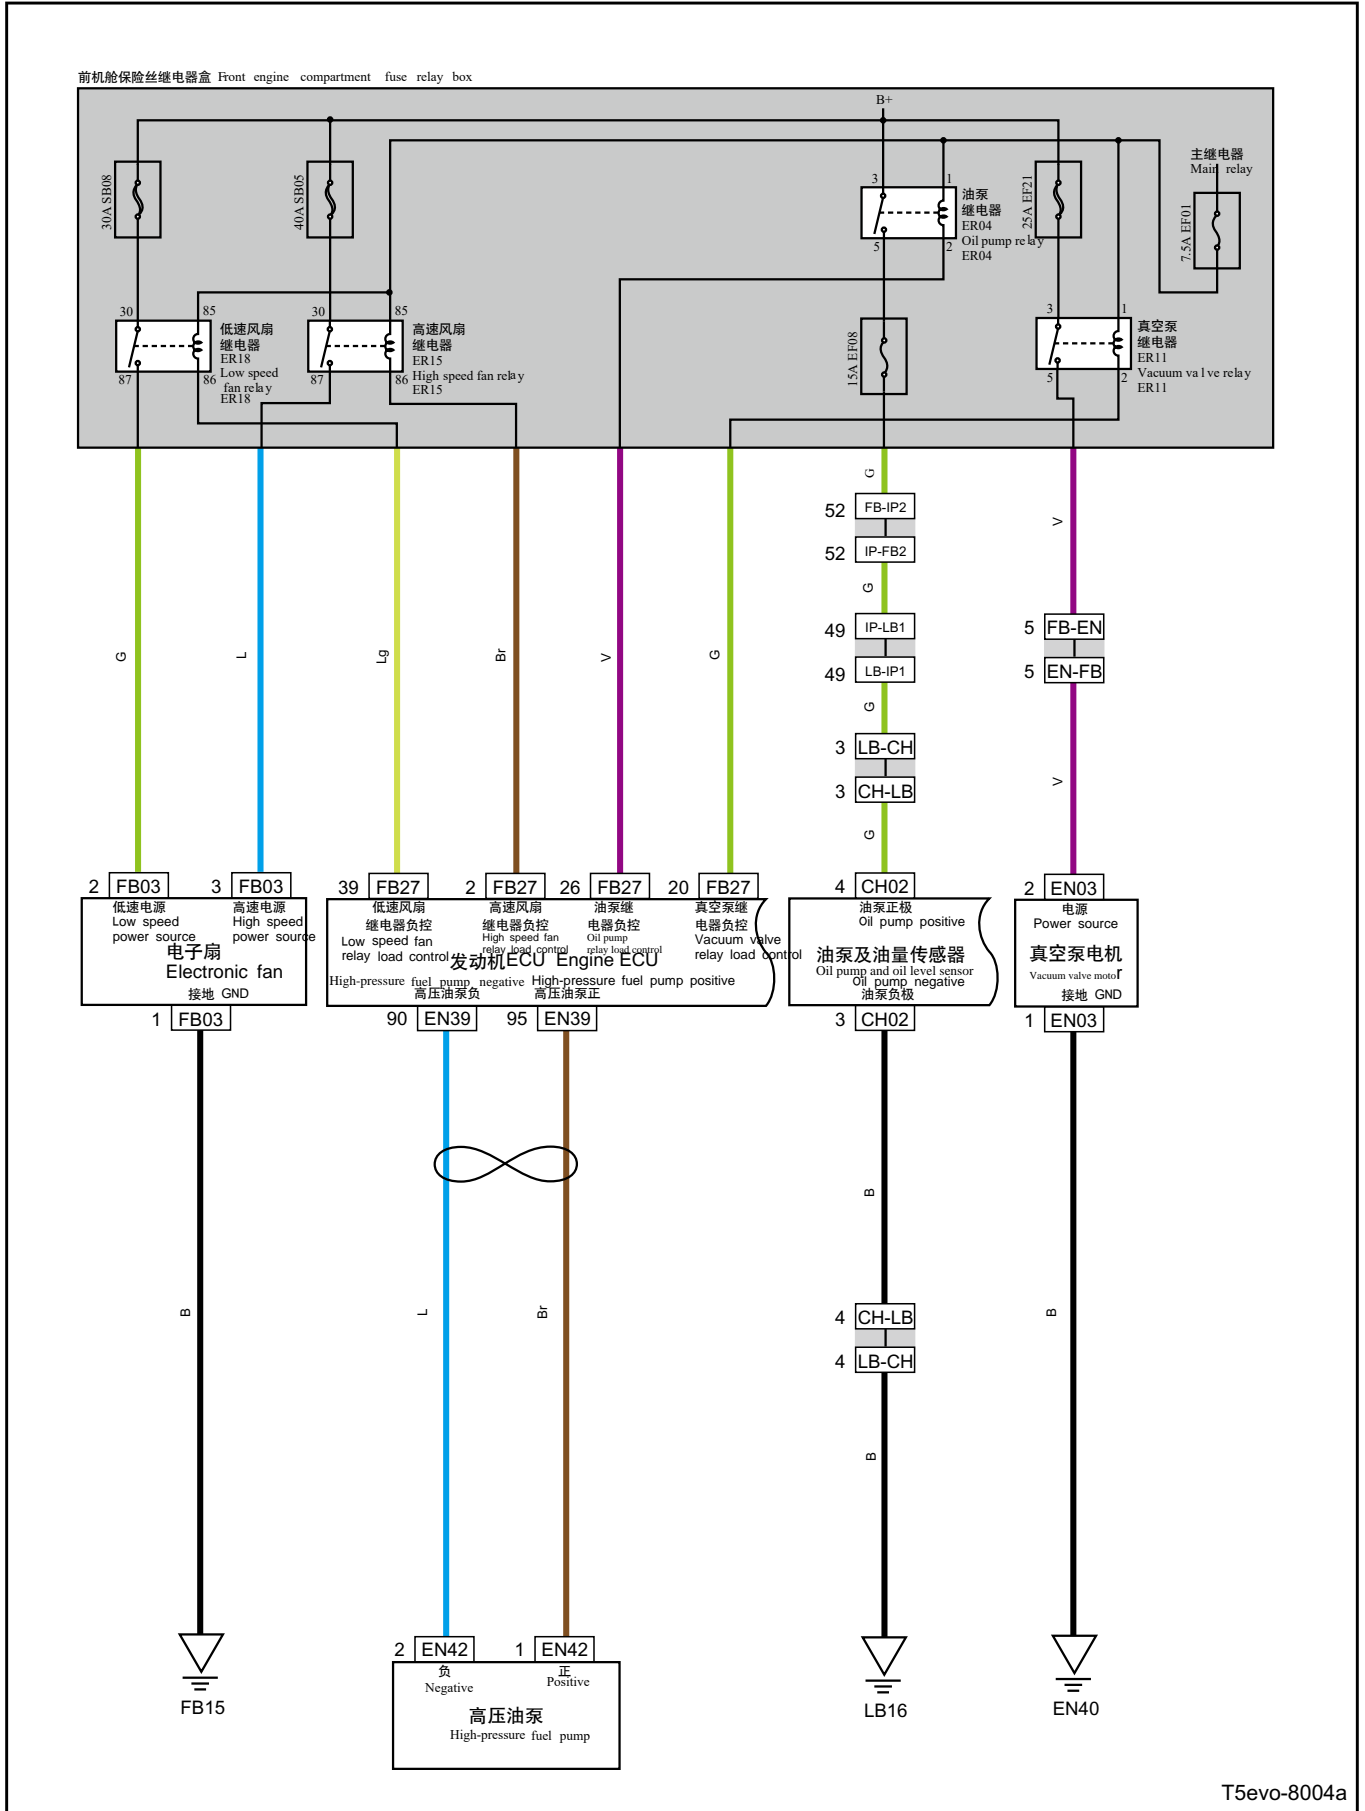 前机舱保险丝继电器盒 Front engine compartment fuse relay box
B+
主继电器
Main relay
30A SB08
40A SB05
3
1
油泵
继电器
ER04
Oil pump relay
ER04
5
2
25A EF21
7.5A EF01
30
85
低速风扇
继电器
ER18
Low speed
fan relay
ER18
87
86
30
85
高速风扇
继电器
ER15
High speed fan relay
ER15
87
86
15A EF08
3
1
真空泵
继电器
ER11
Vacuum valve relay
ER11
5
2
G
52 FB-IP2
52 IP-FB2
G
49 IP-LB1
49 LB-IP1
G
3 LB-CH
3 CH-LB
G
V
5 FB-EN
5 EN-FB
V
G
L
Lg
Br
V
G
2 FB03
3 FB03
39 FB27
2 FB27
26 FB27
20 FB27
4 CH02
2 EN03
低速电源
Low speed
power source
高速电源
High speed
power source
电子扇
Electronic fan
接地 GND
1 FB03
低速风扇
继电器负控
Low speed fan
relay load control
高速风扇
继电器负控
High speed fan
relay load control
油泵继
电器负控
Oil pump
relay load control
真空泵继
电器负控
Vacuum valve
relay load control
发动机ECU Engine ECU
High-pressure fuel pump negative
高压油泵负
High-pressure fuel pump positive
高压油泵正
90 EN39
95 EN39
油泵正极
Oil pump positive
油泵及油量传感器
Oil pump and oil level sensor
Oil pump negative
油泵负极
3 CH02
电源
Power source
真空泵电机
Vacuum valve motor
接地 GND
1 EN03
B
L
Br
B
4 CH-LB
4 LB-CH
B
B
FB15
2 EN42
1 EN42
负
Negative
正
Positive
高压油泵
High-pressure fuel pump
LB16
EN40
T5evo-8004a